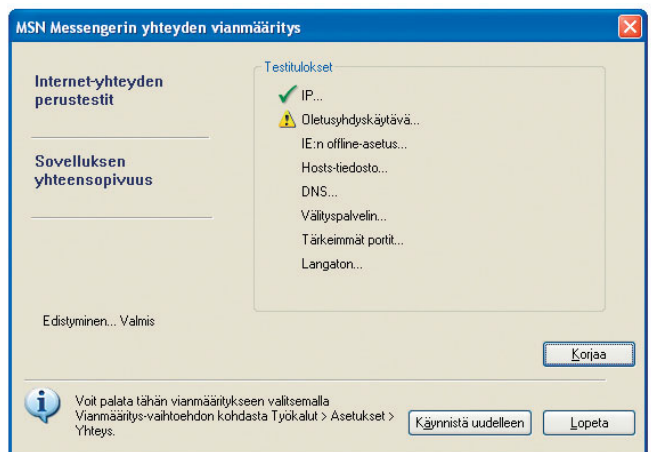 MSN Messengerin yhteyden vianmääritys
Internet-yhteyden
perustestit
Sovelluksen
yhteensopivuus
Edistyminen... Valmis
Testitulokset
IP...
Oletusyhdyskäytävä...
IE:n offline-asetus...
Hosts-tiedosto...
DNS...
Välityspalvelin...
Tärkeimmät portit...
Langaton...
Korjaa
Voit palata tähän vianmääritykseen valitsemalla
Vianmääritys-vaihtoehdon kohdasta Työkalut > Asetukset >
Yhteys.
Käynnistä uudelleen
Lopeta